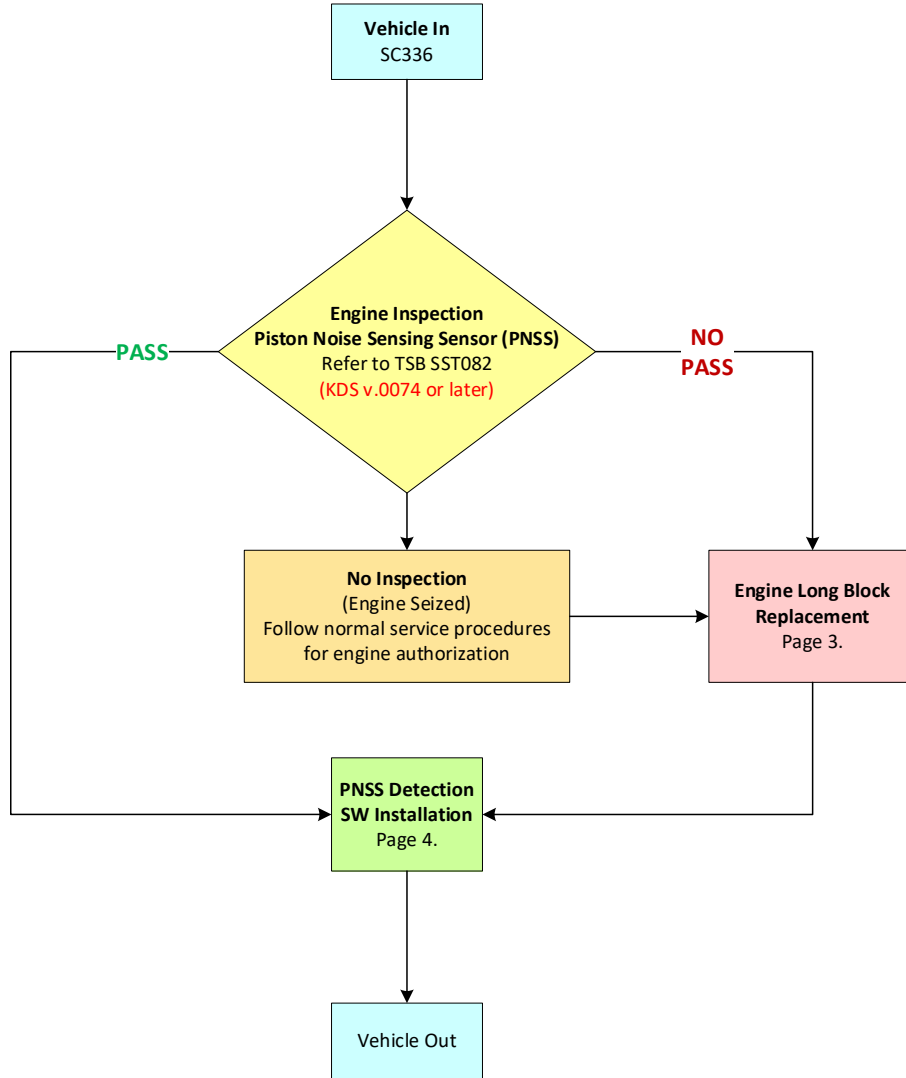 Vehicle In
SC336
Engine Inspection
Piston Noise Sensing Sensor (PNSS)
Refer to TSB SST082
(KDS v.0074 or later)
PASS
NO
PASS
No Inspection
(Engine Seized)
Follow normal service procedures
for engine authorization
Engine Long Block
Replacement
Page 3.
PNSS Detection
SW Installation
Page 4.
Vehicle Out